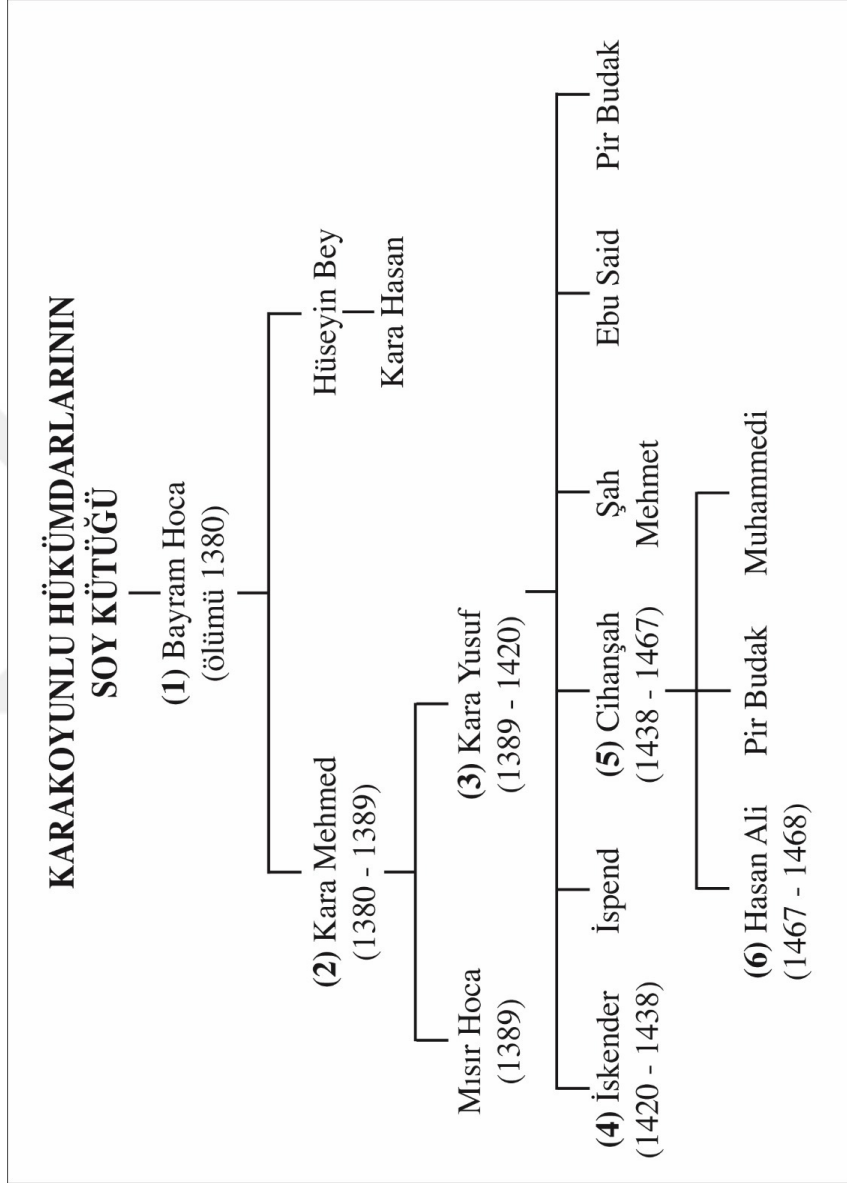 KARAKOYUNLU HÜKÜMDARLARININ
SOY KÜTÜĞÜ
(1) Bayram Hoca
(ölümü 1380)
(2) Kara Mehmed
(1380 - 1389)
Hüseyin Bey
Kara Hasan
Mısır Hoca
(1389)
(3) Kara Yusuf
(1389 - 1420)
(4) İskender
(1420 - 1438)
İspend
(5) Cihanşah
(1438 - 1467)
Şah
Mehmet
Ebu Said
Pir Budak
(6) Hasan Ali
(1467 - 1468)
Pir Budak
Muhammedi